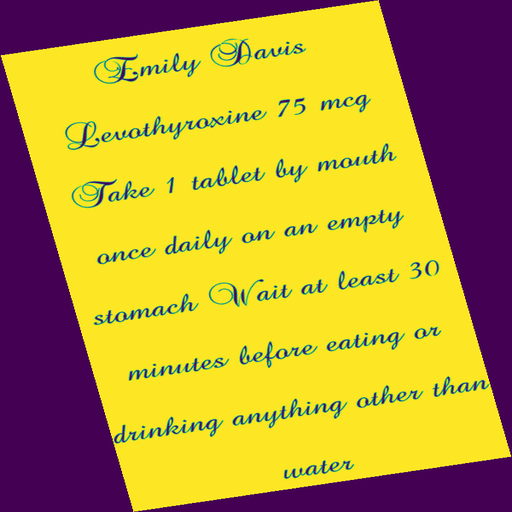 Emily Davis
Levothyroxine 75 mcg
Take 1 tablet by mouth
once daily on an empty
stomach Wait at least 30
minutes before eating or
drinking anything other than
water